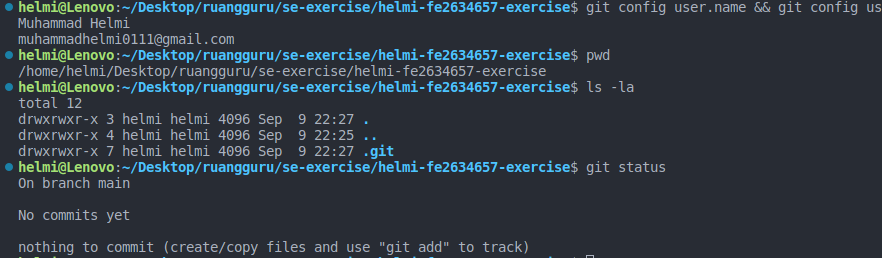 helmi@Lenovo:~/Desktop/ruangguru/se-exercise/helmi-fe2634657-exercise$ git config user.name && git config us
Muhammad Helmi
muhammadhelmi0111@gmail.com
helmi@Lenovo:~/Desktop/ruangguru/se-exercise/helmi-fe2634657-exercise$ pwd
/home/helmi/Desktop/ruangguru/se-exercise/helmi-fe2634657-exercise
helmi@Lenovo:~/Desktop/ruangguru/se-exercise/helmi-fe2634657-exercise$ ls -la
total 12
drwxrwxr-x 3 helmi helmi 4096 Sep  9 22:27 .
drwxrwxr-x 4 helmi helmi 4096 Sep  9 22:25 ..
drwxrwxr-x 7 helmi helmi 4096 Sep  9 22:27 .git
helmi@Lenovo:~/Desktop/ruangguru/se-exercise/helmi-fe2634657-exercise$ git status
On branch main
No commits yet
nothing to commit (create/copy files and use "git add" to track)